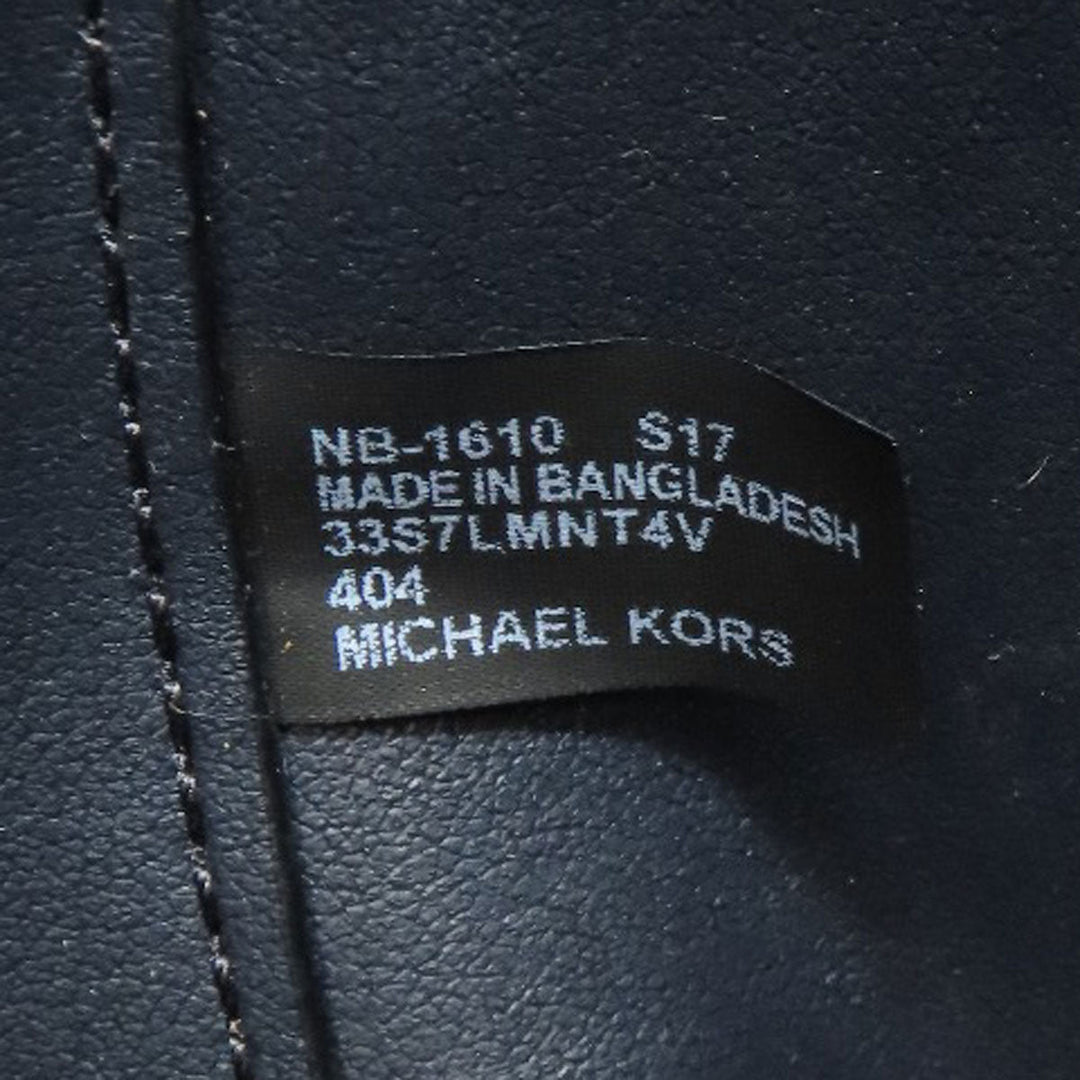 NB-1610 S17
MADE IN BANGLADESH
33S7LMNT4V
404
MICHAEL KORS